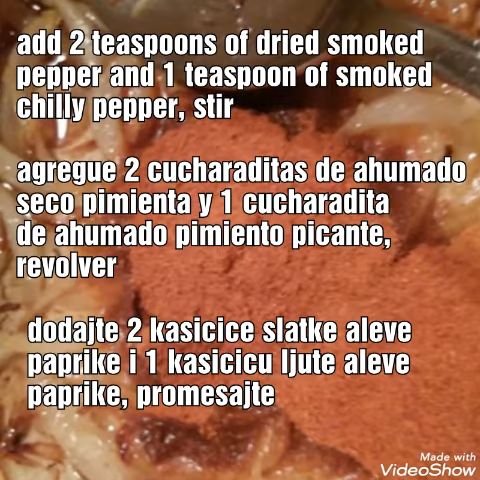 add 2 teaspoons of dried smoked
pepper and 1 teaspoon of smoked
chilly pepper, stir
agregue 2 cucharaditas de ahumado
seco pimienta y 1 cucharadita
de ahumado pimiento picante,
revolver
dodajte 2 kasicice slatke aleve
paprike i 1 kasicicu ljute aleve
paprike, promesajte
Made with
VideoShow